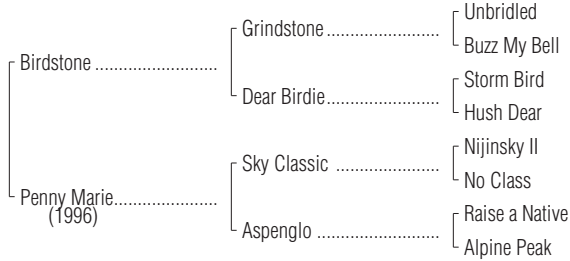 Unbridled
Grindstone ..........................
Buzz My Bell
Birdstone ............................
Storm Bird
Dear Birdie ..........................
Hush Dear
Nijinsky II
Sky Classic ........................
No Class
Penny Marie ........................
(1996)
Raise a Native
Aspenglo ............................
Alpine Peak